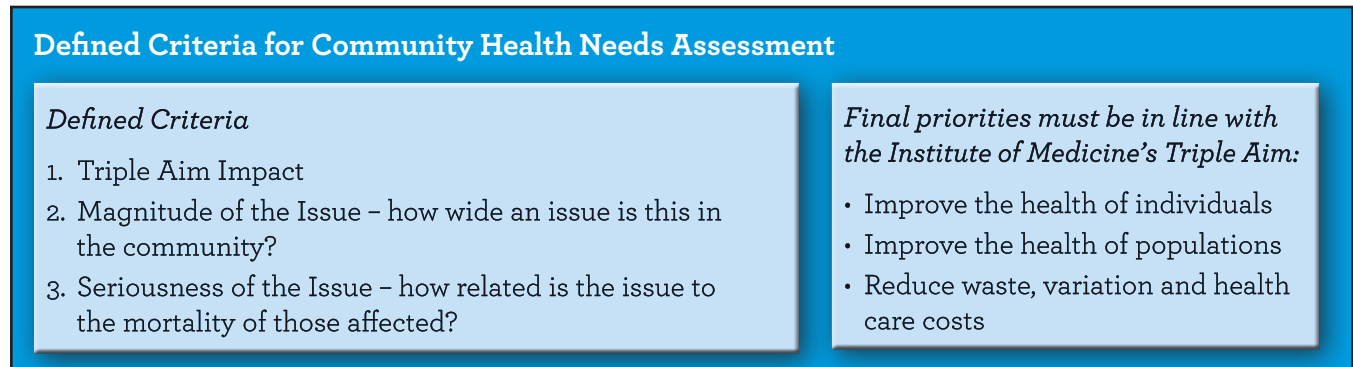 Defined Criteria for Community Health Needs Assessment
Defined Criteria
1. Triple Aim Impact
2. Magnitude of the Issue – how wide an issue is this in
the community?
3. Seriousness of the Issue – how related is the issue to
the mortality of those affected?
Final priorities must be in line with
the Institute of Medicine's Triple Aim:
• Improve the health of individuals
• Improve the health of populations
• Reduce waste, variation and health
care costs